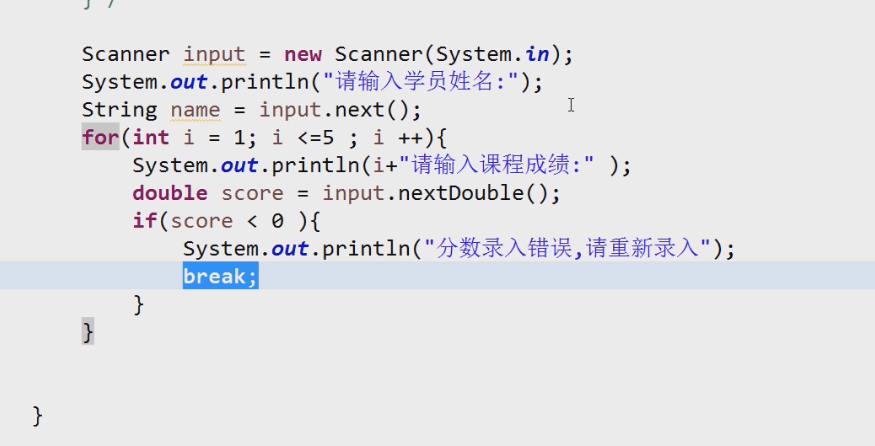 Scanner input = new Scanner(System.in);
System.out.println("请输入学员姓名:");
String name = input.next();
for(int i = 1; i <=5 ; i ++){
System.out.println(i+"请输入课程成绩:" );
double score = input.nextDouble();
if(score < 0 ){
System.out.println("分数录入错误,请重新录入");
break;
}
}
}